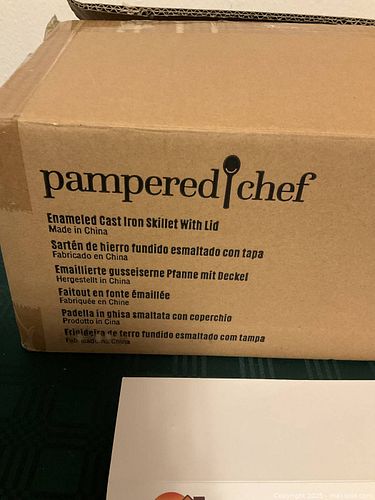 pampered chef
Enameled Cast Iron Skillet With Lid
Made in China
Sartén de hierro fundido esmaltado con tapa
Fabricado en China
Emaillierte gusseiserne Pfanne mit Deckel
Hergestellt in China
Faitout en fonte émaillée
Fabriquée en Chine
Padella in ghisa smaltata con coperchio
Prodotto in Cina
Frigideira de ferro fundido esmaltado com tampa
China